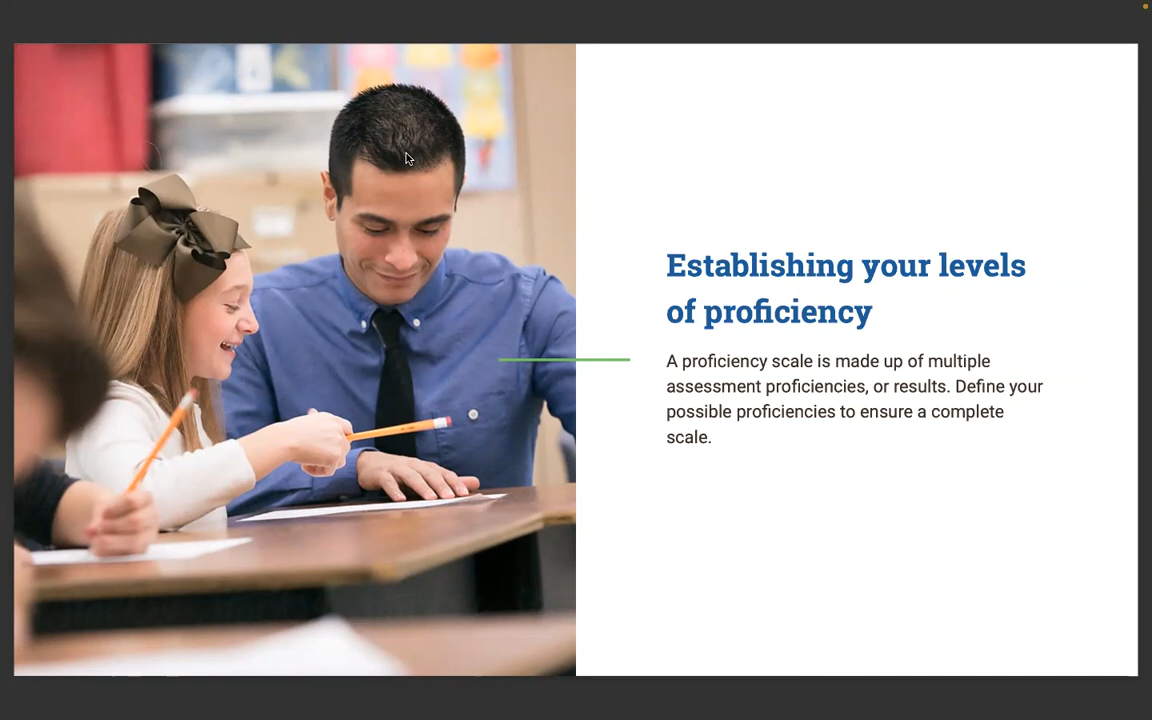 Establishing your levels
of proficiency
A proficiency scale is made up of multiple
assessment proficiencies, or results. Define your
possible proficiencies to ensure a complete
scale.